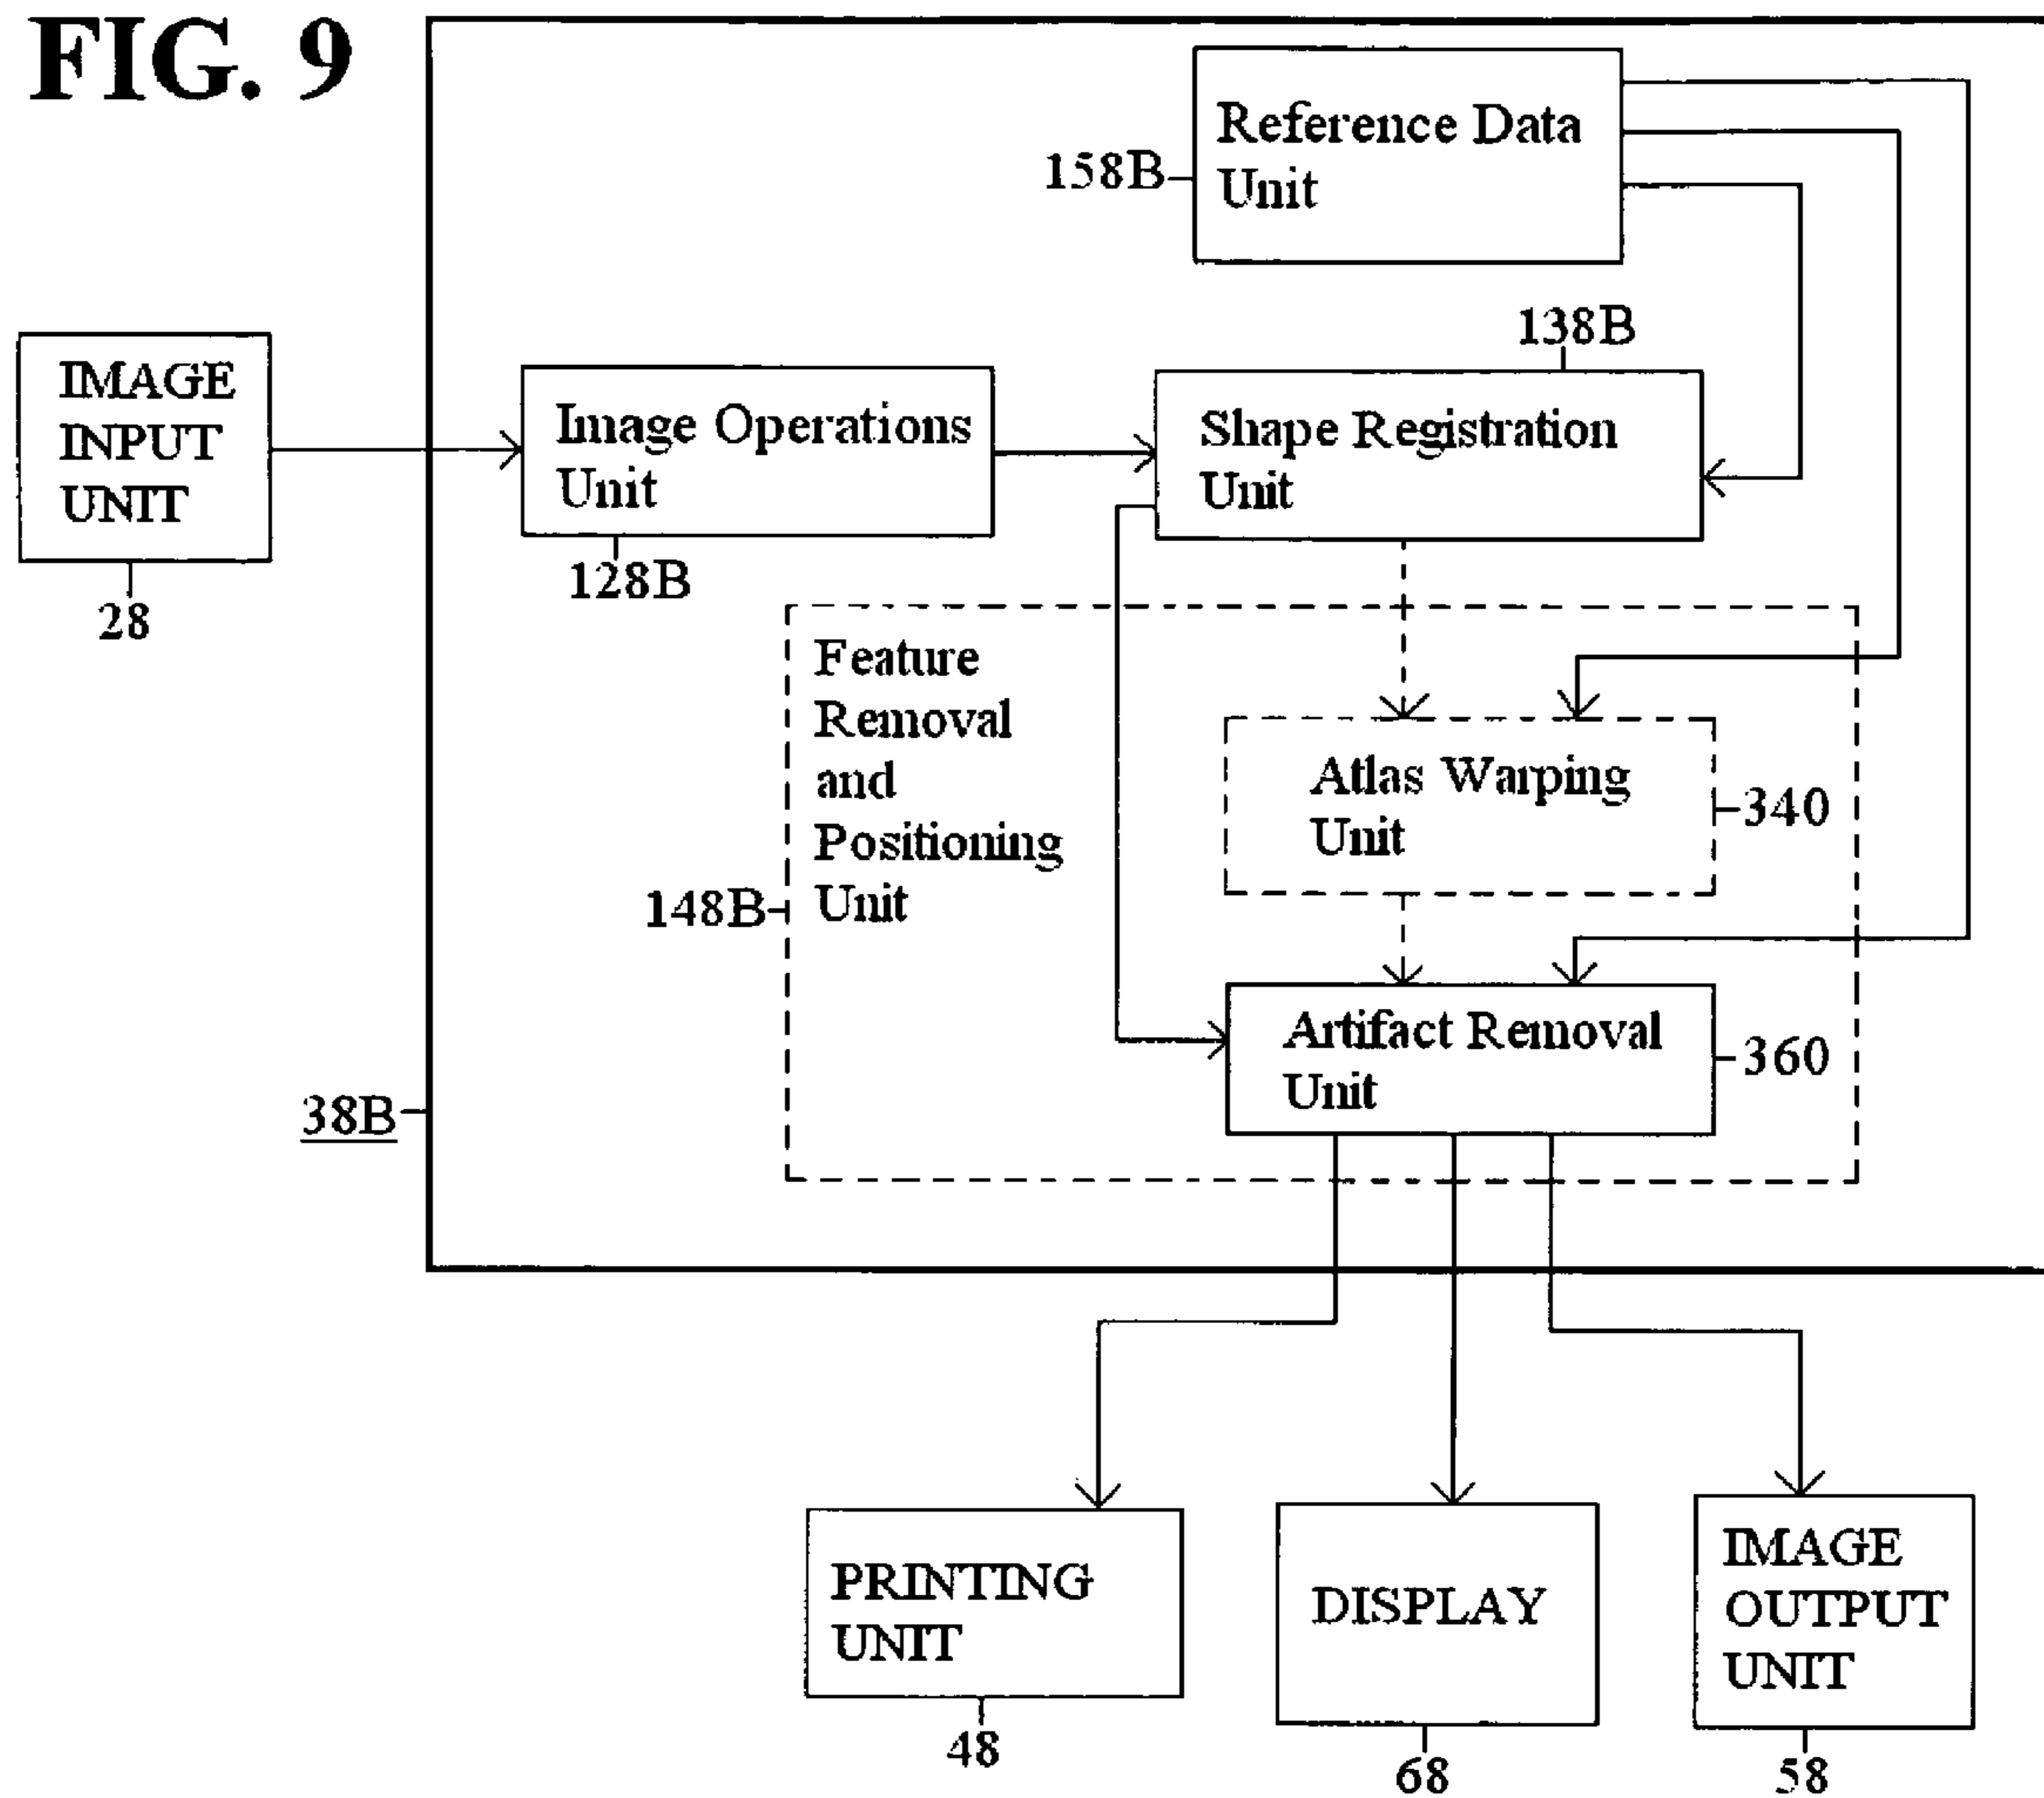 FIG. 9
Reference Data
Unit
158B
138B
IMAGE
INPUT
UNIT
28
Image Operations
Unit
128B
Shape Registration
Unit
Feature
Removal
and
Positioning
Unit
148B
Atlas Warping
Unit
340
Artifact Removal
Unit
360
38B
PRINTING
UNIT
48
DISPLAY
68
IMAGE
OUTPUT
UNIT
58